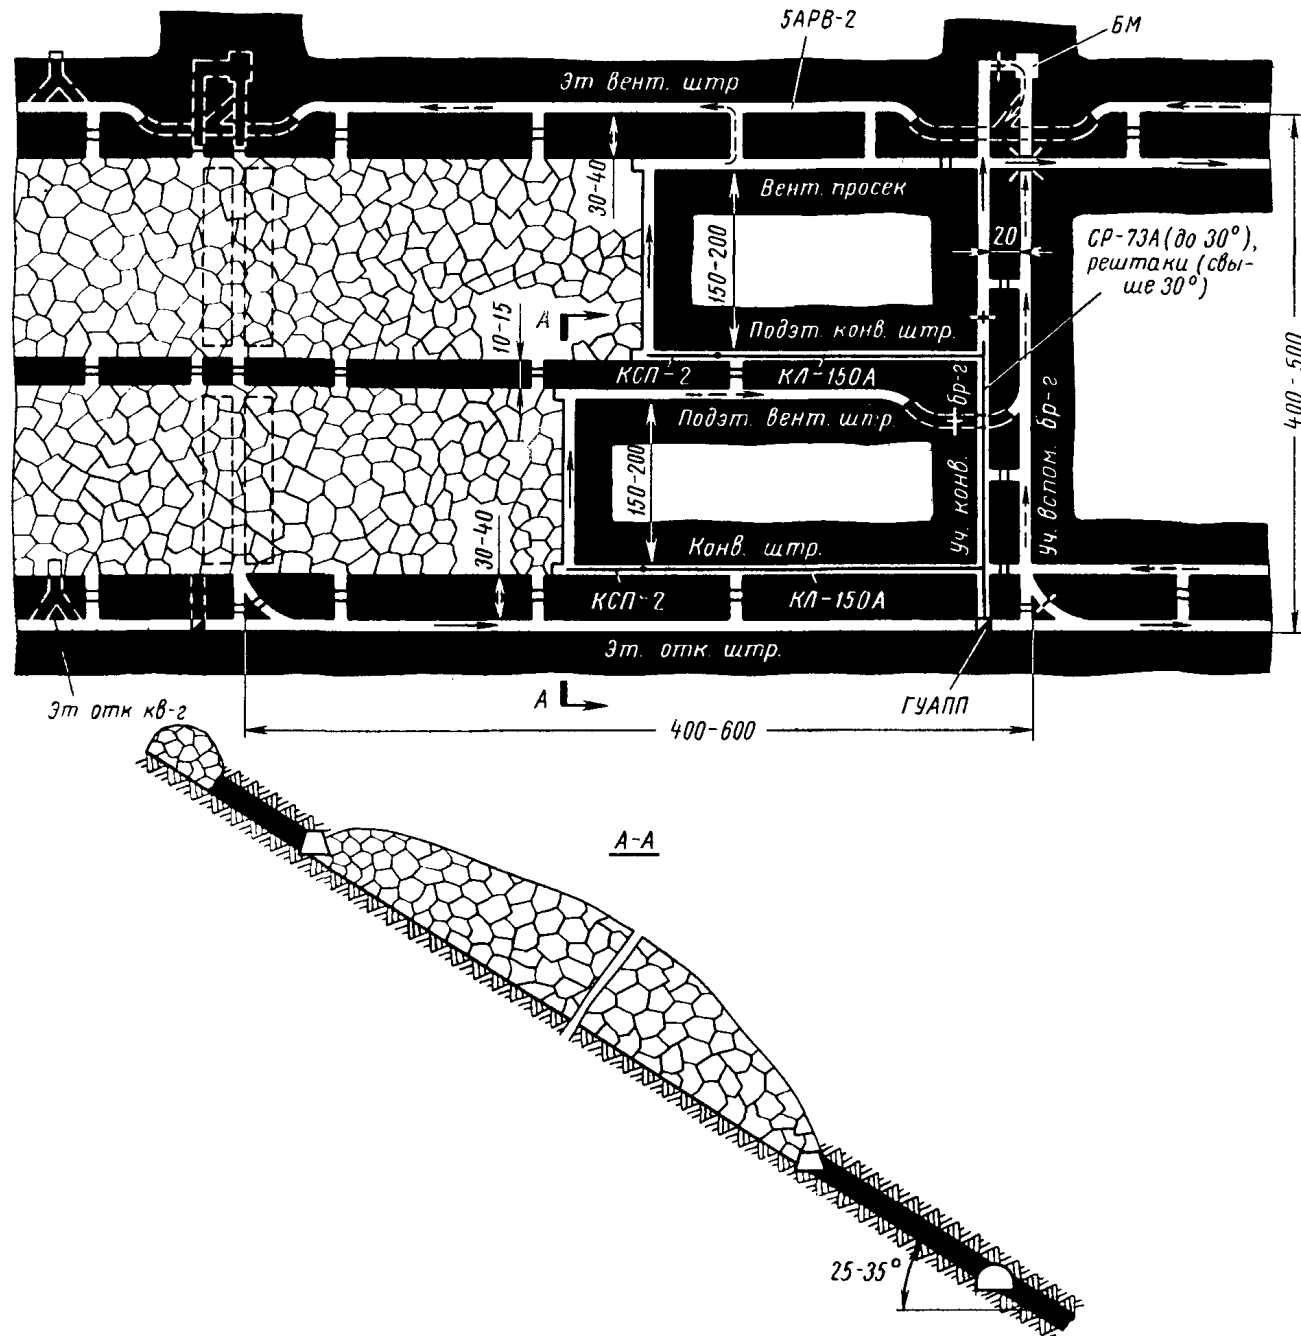 5АРВ-2
БМ
Эт вент. штр
30-40
Вент. просек
150-200
20
СР-73А (до 30°),
рештаки (свы-
ше 30°)
А
10-15
Подэт. конв. штр.
КСП-2
КЛ-150А
Подэт. вент. штр.
150-200
Уч. конв. бр-г
Уч. вспом. бр-г
400-500
30-40
Конв. штр.
КСП-2
КЛ-150А
Эт. отк. штр.
Эт отк кв-г
А
ГУАПП
400-600
А-А
25-35°